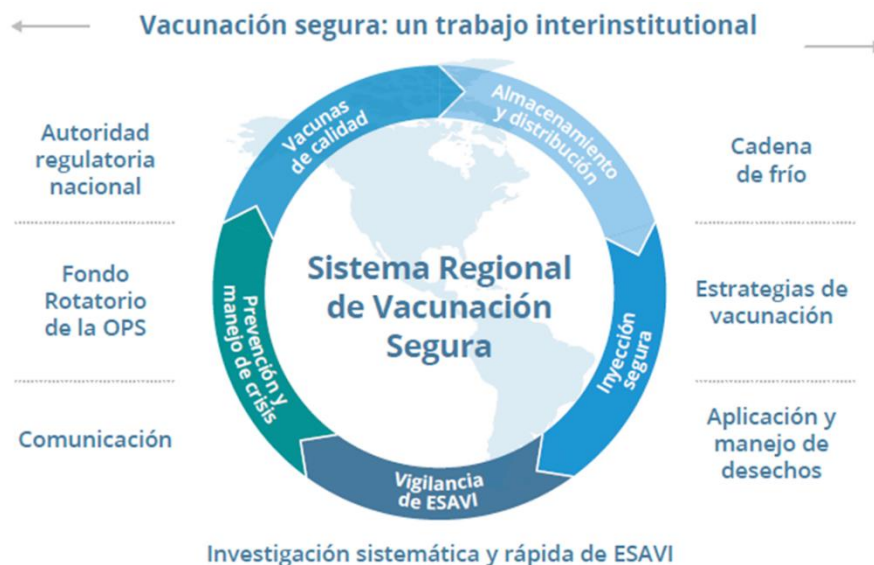 Vacunación segura: un trabajo interinstitucional
Autoridad
regulatoria
nacional
Fondo
Rotatorio
de la OPS
Comunicación
Vacunas
de calidad
Almacenamiento
y distribución
Inyección
segura
Vigilancia
de ESAVI
Prevención y
manejo de crisis
Sistema Regional
de Vacunación
Segura
Cadena
de frío
Estrategias de
vacunación
Aplicación y
manejo de
desechos
Investigación sistemática y rápida de ESAVI